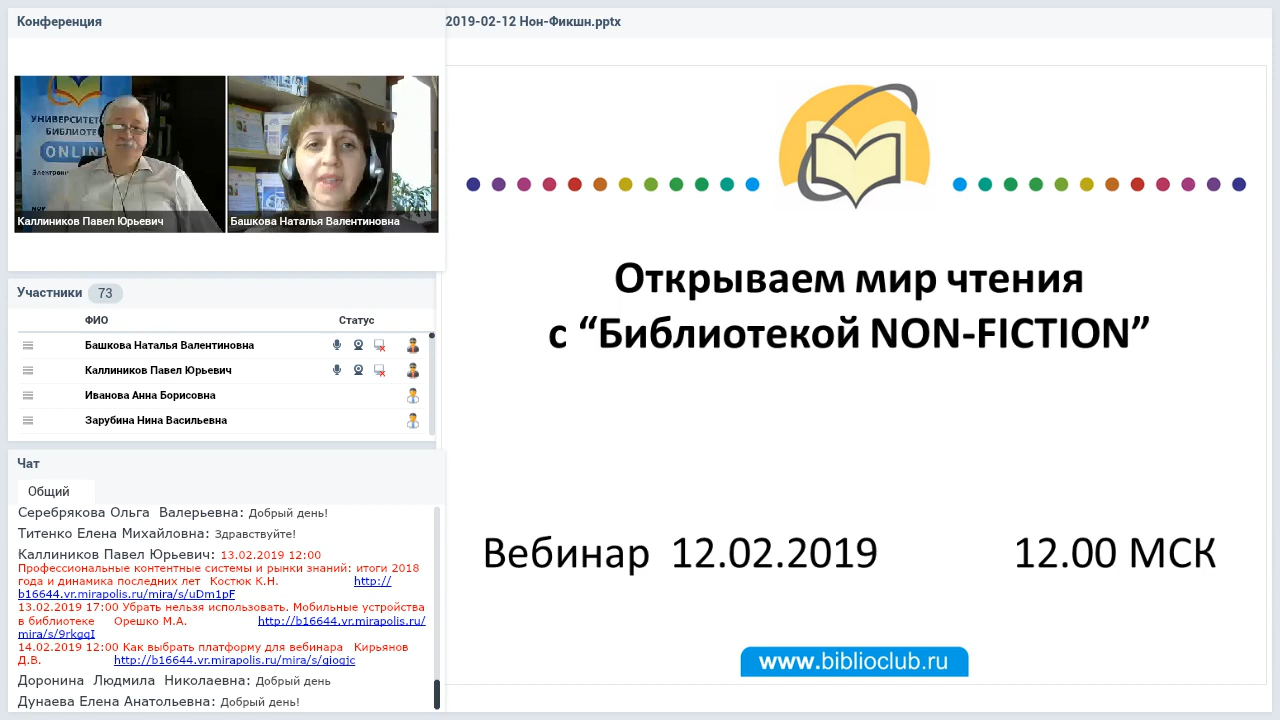 Конференция
УНИВЕРСИТЕТ
БИБЛИОТЕ
ONLINE
Каллиников Павел Юрьевич
Башкова Наталья Валентиновна
Участники 73
ФИО Статус
Башкова Наталья Валентиновна
Каллиников Павел Юрьевич
Иванова Анна Борисовна
Зарубина Нина Васильевна
Чат
Общий
Серебрякова Ольга Валерьевна: Добрый день!
Титенко Елена Михайловна: Здравствуйте!
Каллиников Павел Юрьевич: 13.02.2019 12:00
Профессиональные контентные системы и рынки знаний: итоги 2018
года и динамика последних лет Костюк К.Н. http://
b16644.vr.mirapolis.ru/mira/s/uDm1pF
13.02.2019 17:00 Убрать нельзя использовать. Мобильные устройства
в библиотеке Орешко М.А. http://b16644.vr.mirapolis.ru/
mira/s/9rkgqI
14.02.2019 12:00 Как выбрать платформу для вебинара Кирьянов
Д.В. http://b16644.vr.mirapolis.ru/mira/s/gioqjc
Доронина Людмила Николаевна: Добрый день
Дунаева Елена Анатольевна: Добрый день!
2019-02-12 Нон-Фикшн.pptx
Открываем мир чтения
с “Библиотекой NON-FICTION”
Вебинар 12.02.2019 12.00 МСК
www.biblioclub.ru